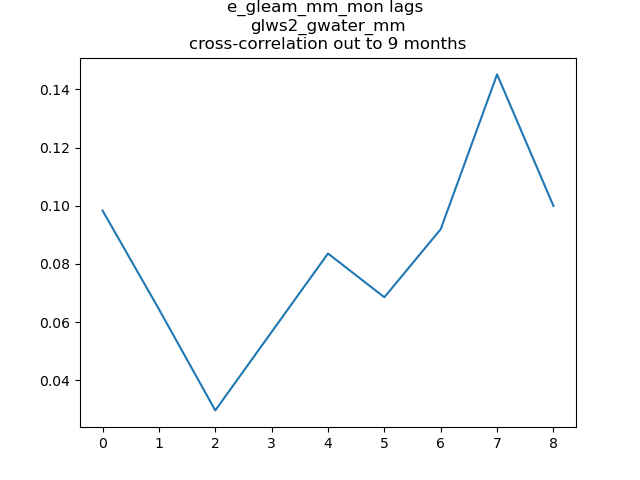 e_gleam_mm_mon lags
glws2_gwater_mm
cross-correlation out to 9 months
0.14
0.12
0.10
0.08
0.06
0.04
0 1 2 3 4 5 6 7 8